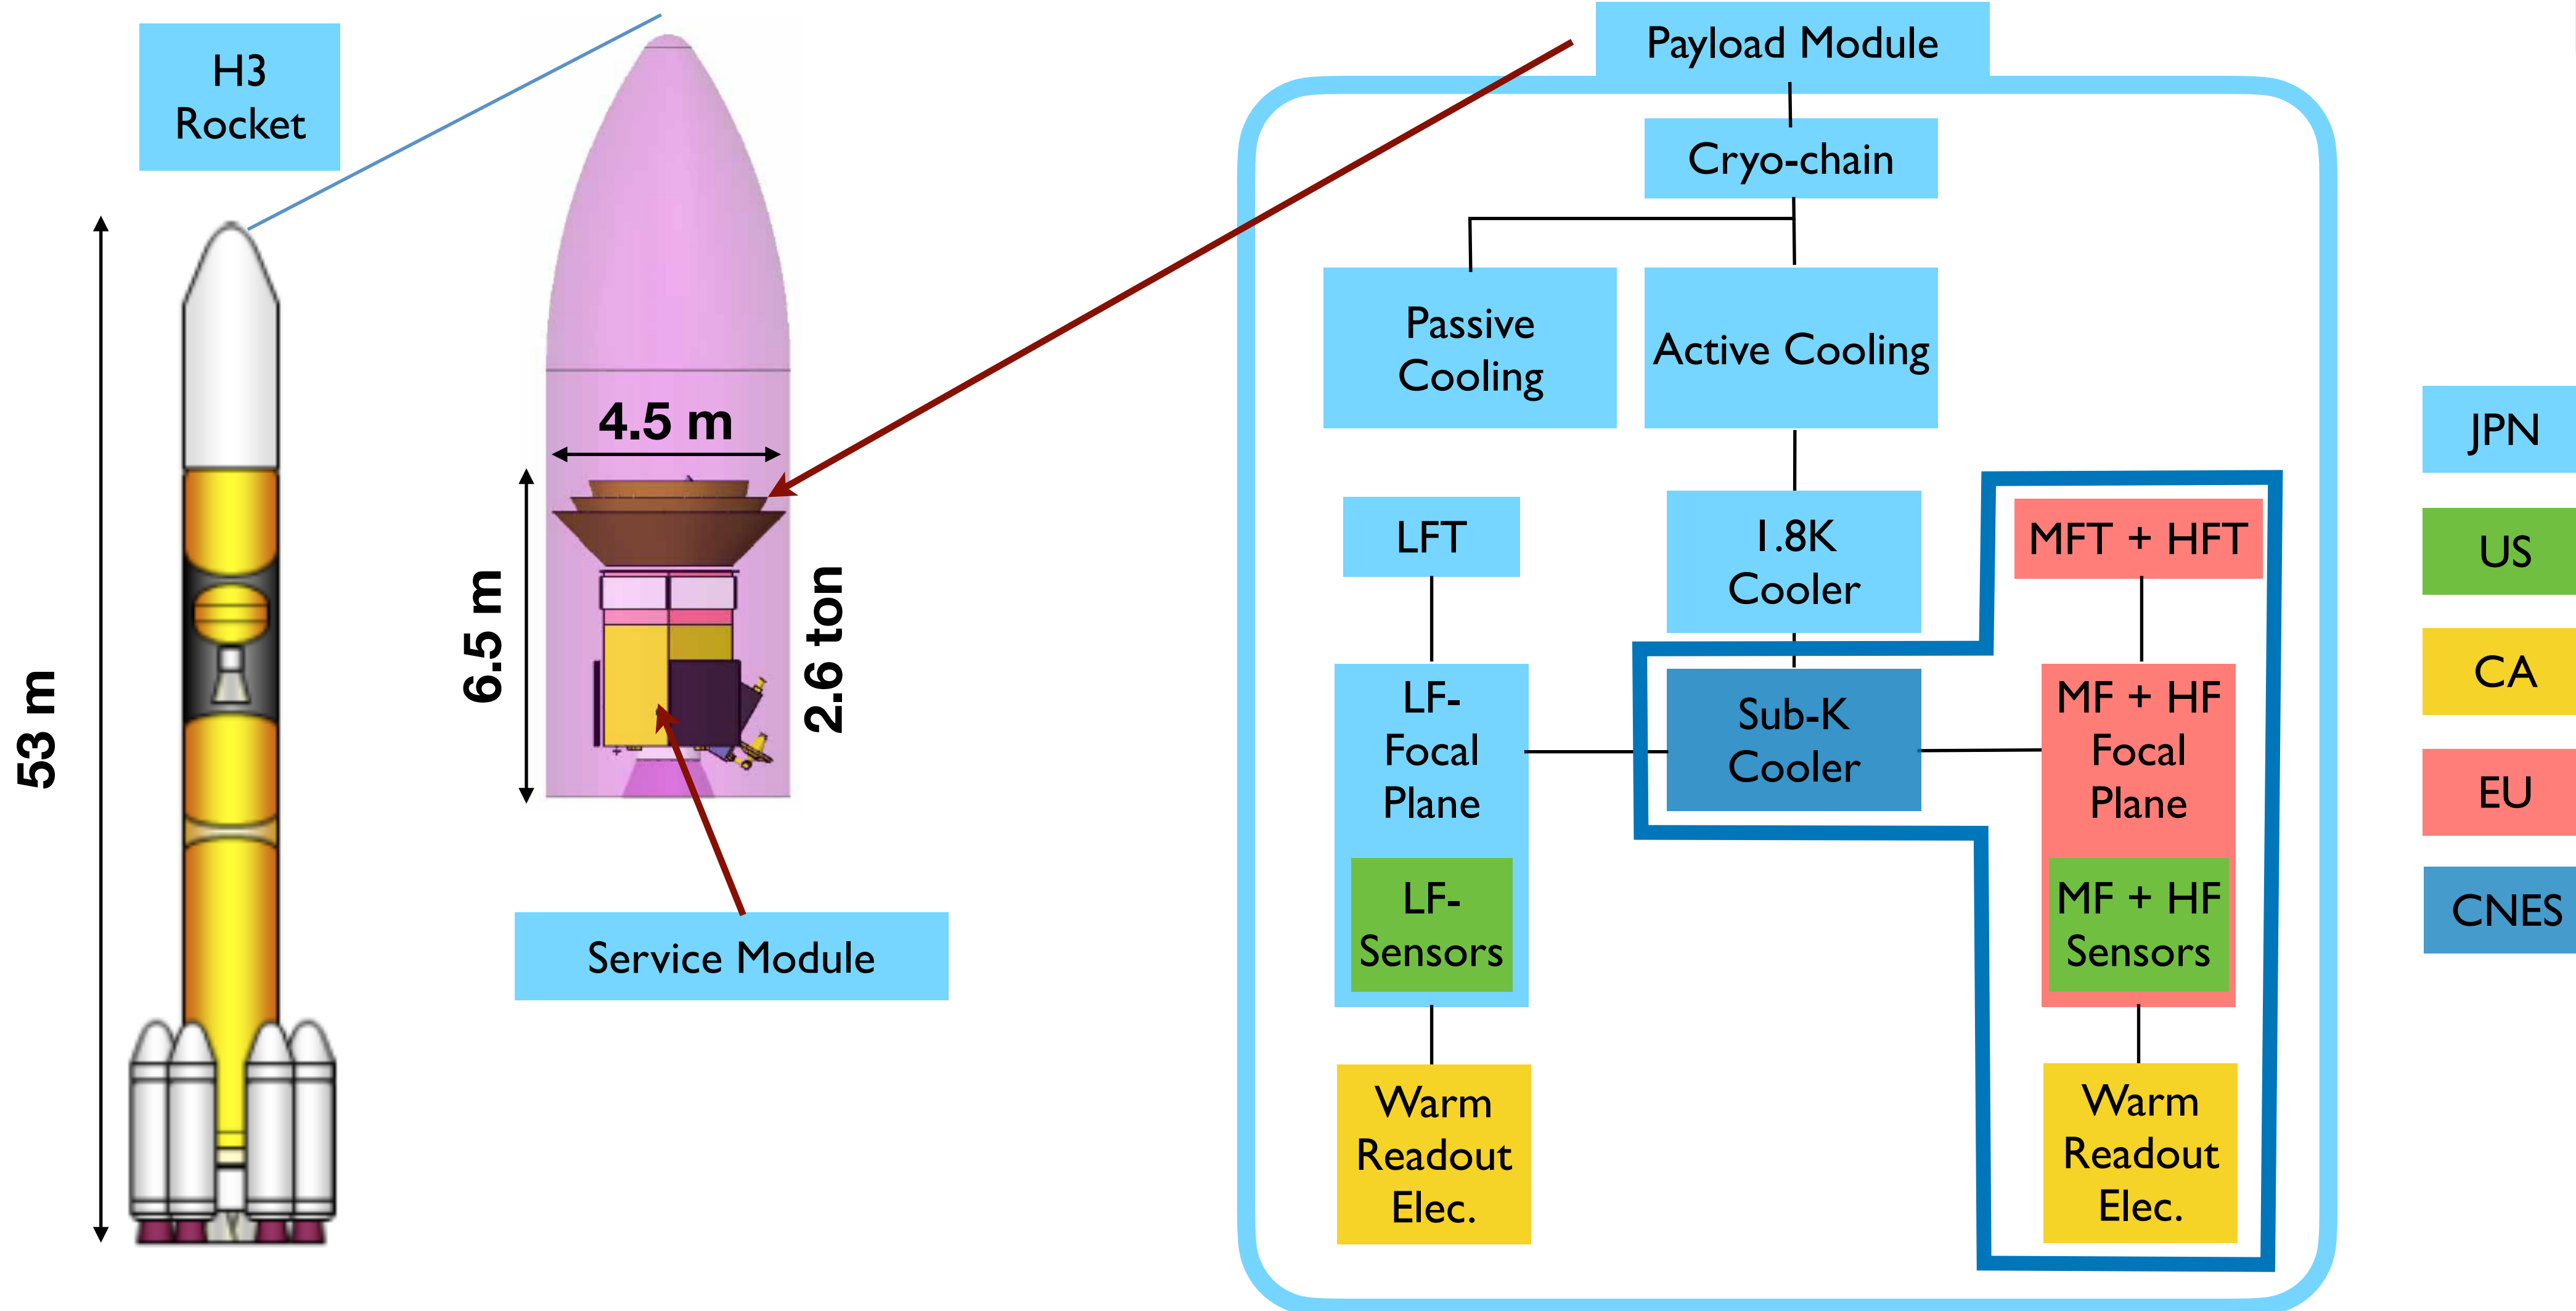 H3
Rocket
53 m
4.5 m
6.5 m
2.6 ton
Service Module
Payload Module
Cryo-chain
Passive
Cooling
Active Cooling
LFT
1.8K
Cooler
MFT + HFT
LF-
Focal
Plane
Sub-K
Cooler
MF + HF
Focal
Plane
LF-
Sensors
MF + HF
Sensors
Warm
Readout
Elec.
Warm
Readout
Elec.
JPN
US
CA
EU
CNES